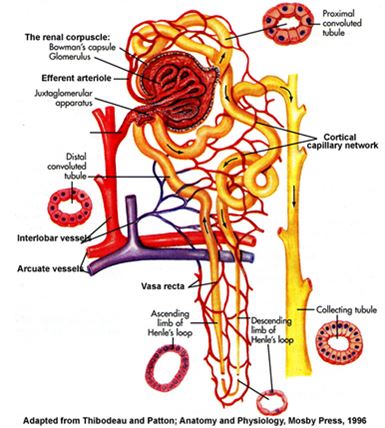 Proximal
convoluted
tubule
The renal corpuscle:
Bowman's capsule
Glomerulus
Efferent arteriole
Juxtaglomerular
apparatus
Cortical
capillary network
Distal
convoluted
tubule
Interlobar vessels
Arcuate vessels
Vasa recta
Ascending
limb of
Henle's loop
Descending
limb of
Henle's loop
Collecting tubule
Adapted from Thibodeau and Patton; Anatomy and Physiology, Mosby Press, 1996